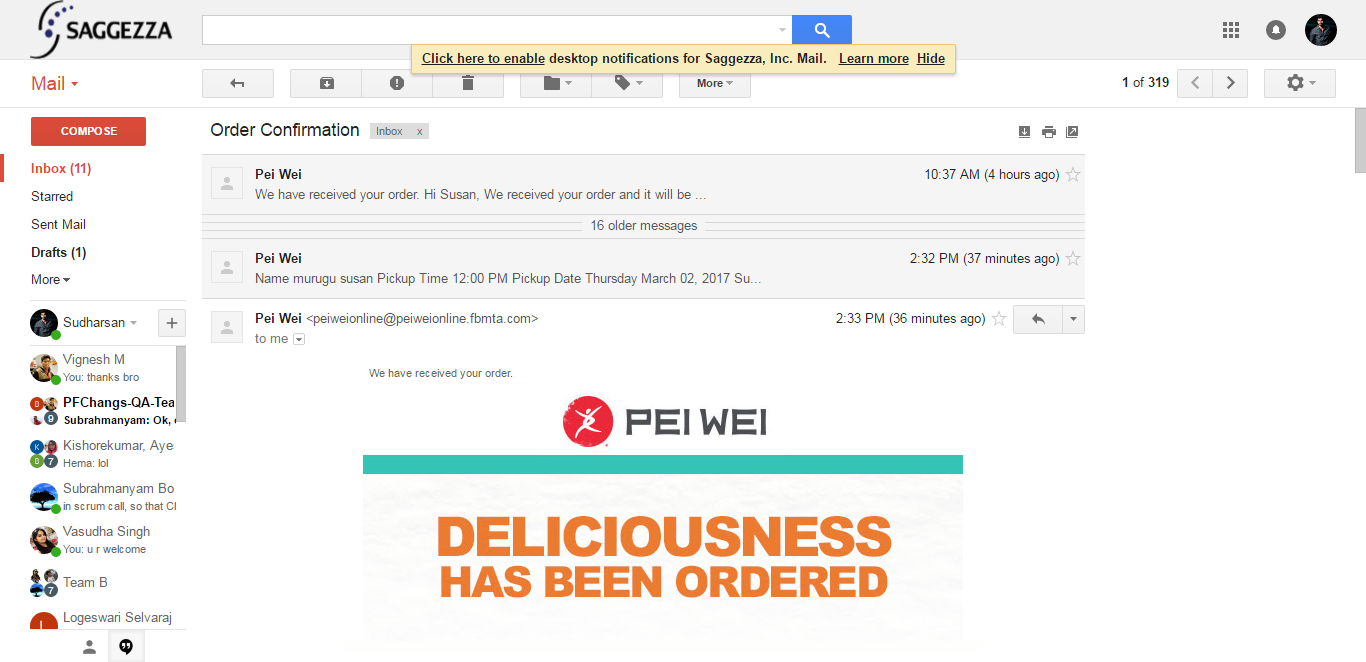 SAGGEZZA
Click here to enable desktop notifications for Saggezza, Inc. Mail. Learn more Hide
Mail
More
1 of 319
COMPOSE
Inbox (11)
Starred
Sent Mail
Drafts (1)
More
Sudharsan
Vignesh M
You: thanks bro
PFChangs-QA-Tea
Subrahmanyam: Ok,
B
9
Kishorekumar, Aye
Hema: lol
K
7
Subrahmanyam Bo
in scrum call, so that Cl
Vasudha Singh
You: u r welcome
Team B
7
Logeswari Selvaraj
L
Order Confirmation
Inbox x
Pei Wei
10:37 AM (4 hours ago)
We have received your order. Hi Susan, We received your order and it will be ...
16 older messages
Pei Wei
2:32 PM (37 minutes ago)
Name murugu susan Pickup Time 12:00 PM Pickup Date Thursday March 02, 2017 Su...
Pei Wei <peiweionline@peiweionline.fbmta.com>
2:33 PM (36 minutes ago)
to me
We have received your order.
PEI WEI
DELICIOUSNESS
HAS BEEN ORDERED